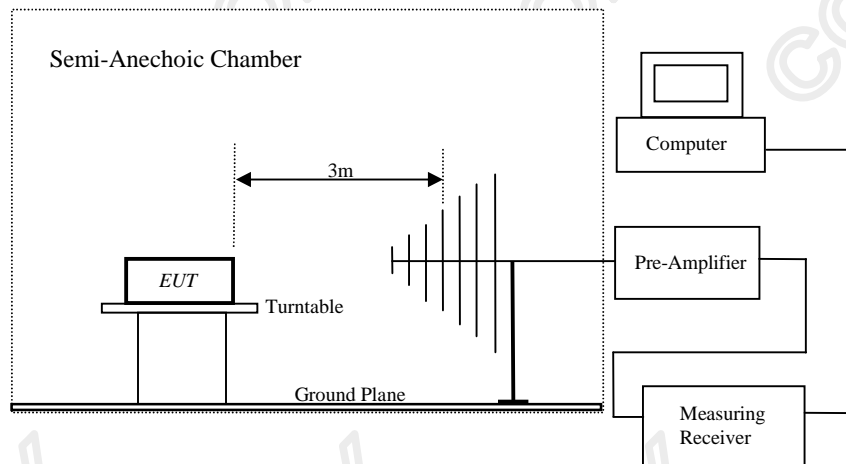 Semi-Anechoic Chamber
3m
EUT
Turntable
Ground Plane
Computer
Pre-Amplifier
Measuring
Receiver